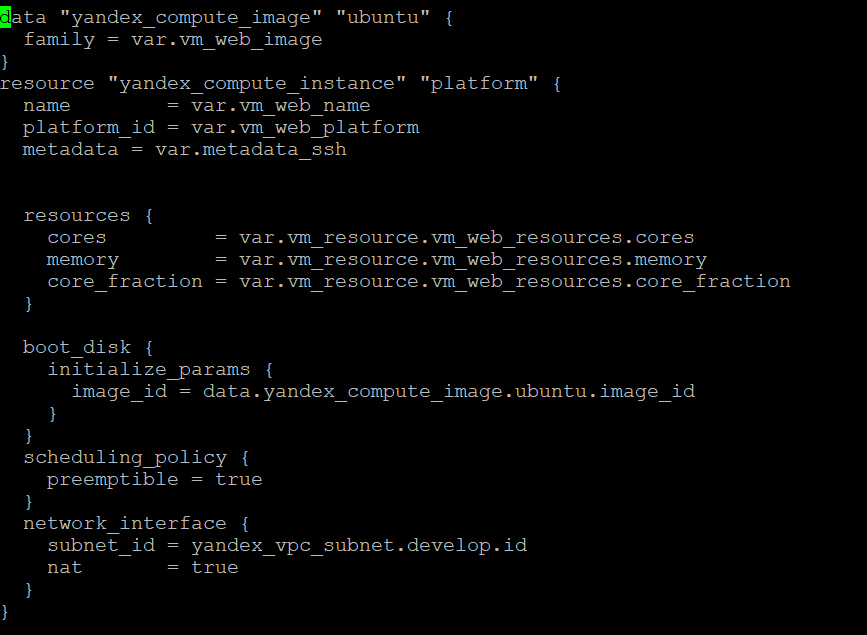 data "yandex_compute_image" "ubuntu" {
  family = var.vm_web_image
}
resource "yandex_compute_instance" "platform" {
  name        = var.vm_web_name
  platform_id = var.vm_web_platform
  metadata = var.metadata_ssh


  resources {
    cores         = var.vm_resource.vm_web_resources.cores
    memory        = var.vm_resource.vm_web_resources.memory
    core_fraction = var.vm_resource.vm_web_resources.core_fraction
  }

  boot_disk {
    initialize_params {
      image_id = data.yandex_compute_image.ubuntu.image_id
    }
  }
  scheduling_policy {
    preemptible = true
  }
  network_interface {
    subnet_id = yandex_vpc_subnet.develop.id
    nat       = true
  }
}